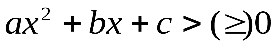 ax² + bx + c > (≥)0